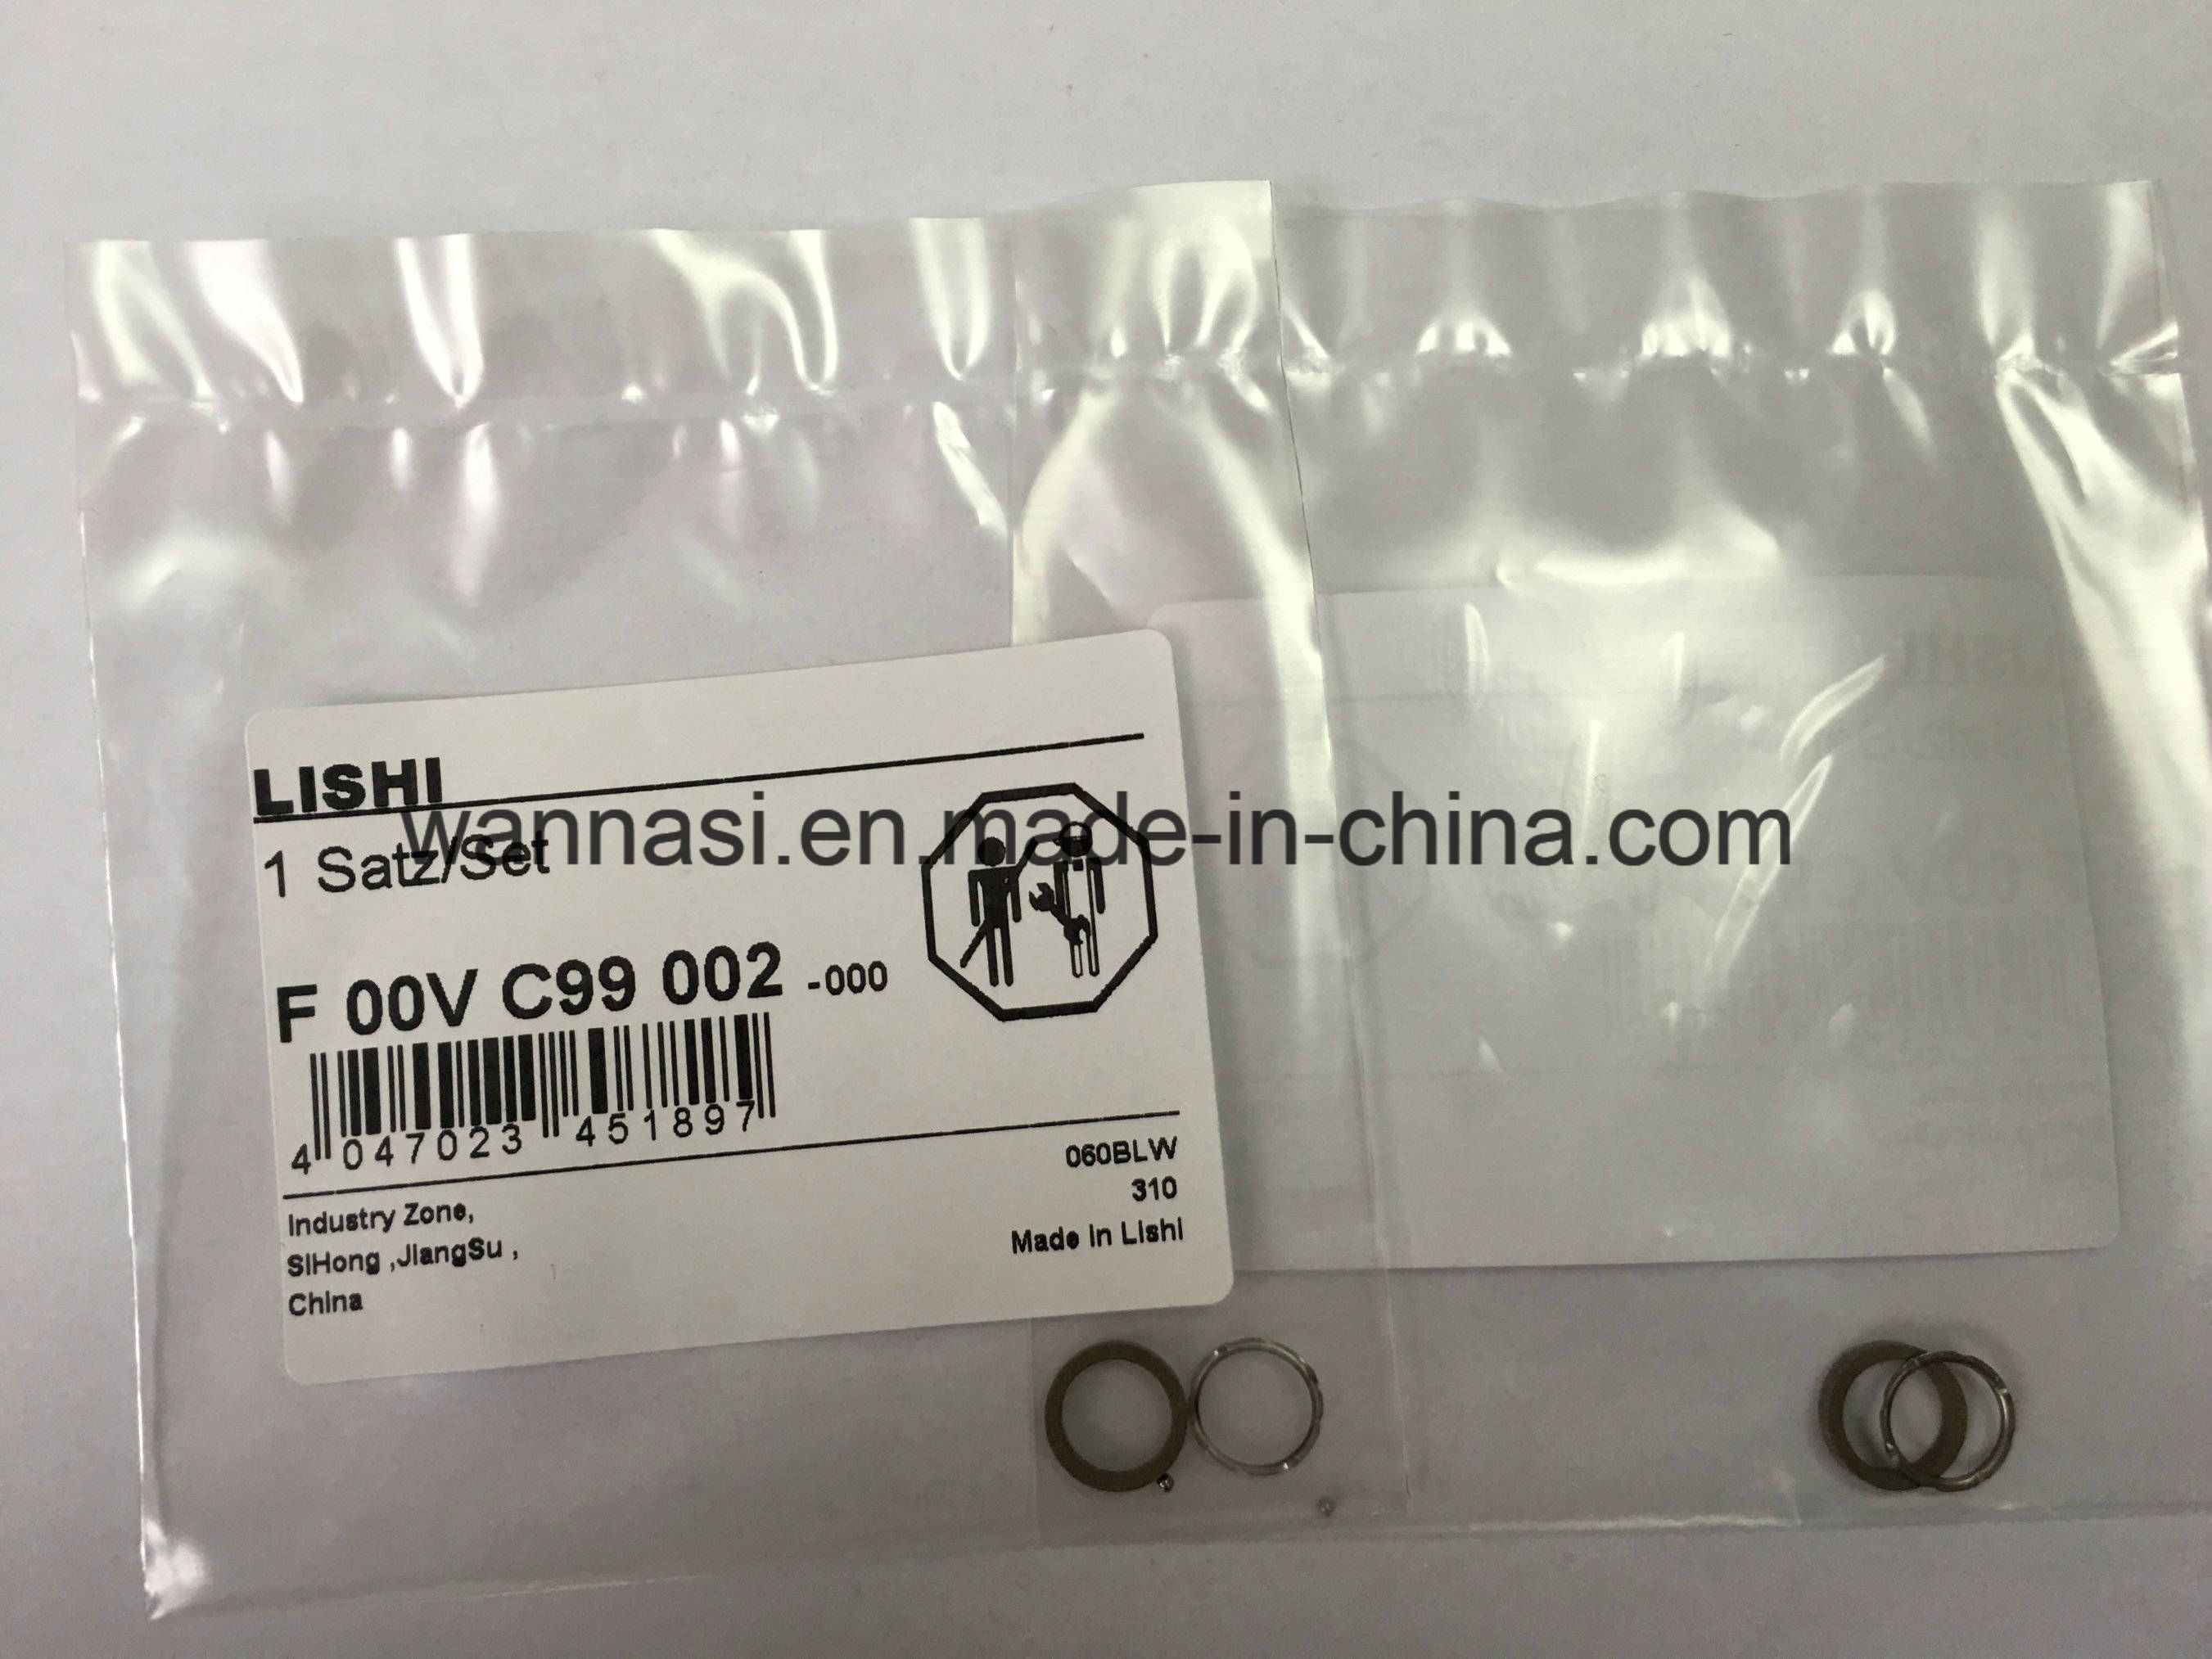 LISHI
wannasi.en.made-in-china.com
1 Satz/Set
F 00V C99 002 -000
4 047023 451897
060BLW
310
Made in Lishi
Industry Zone,
SiHong ,JiangSu ,
China